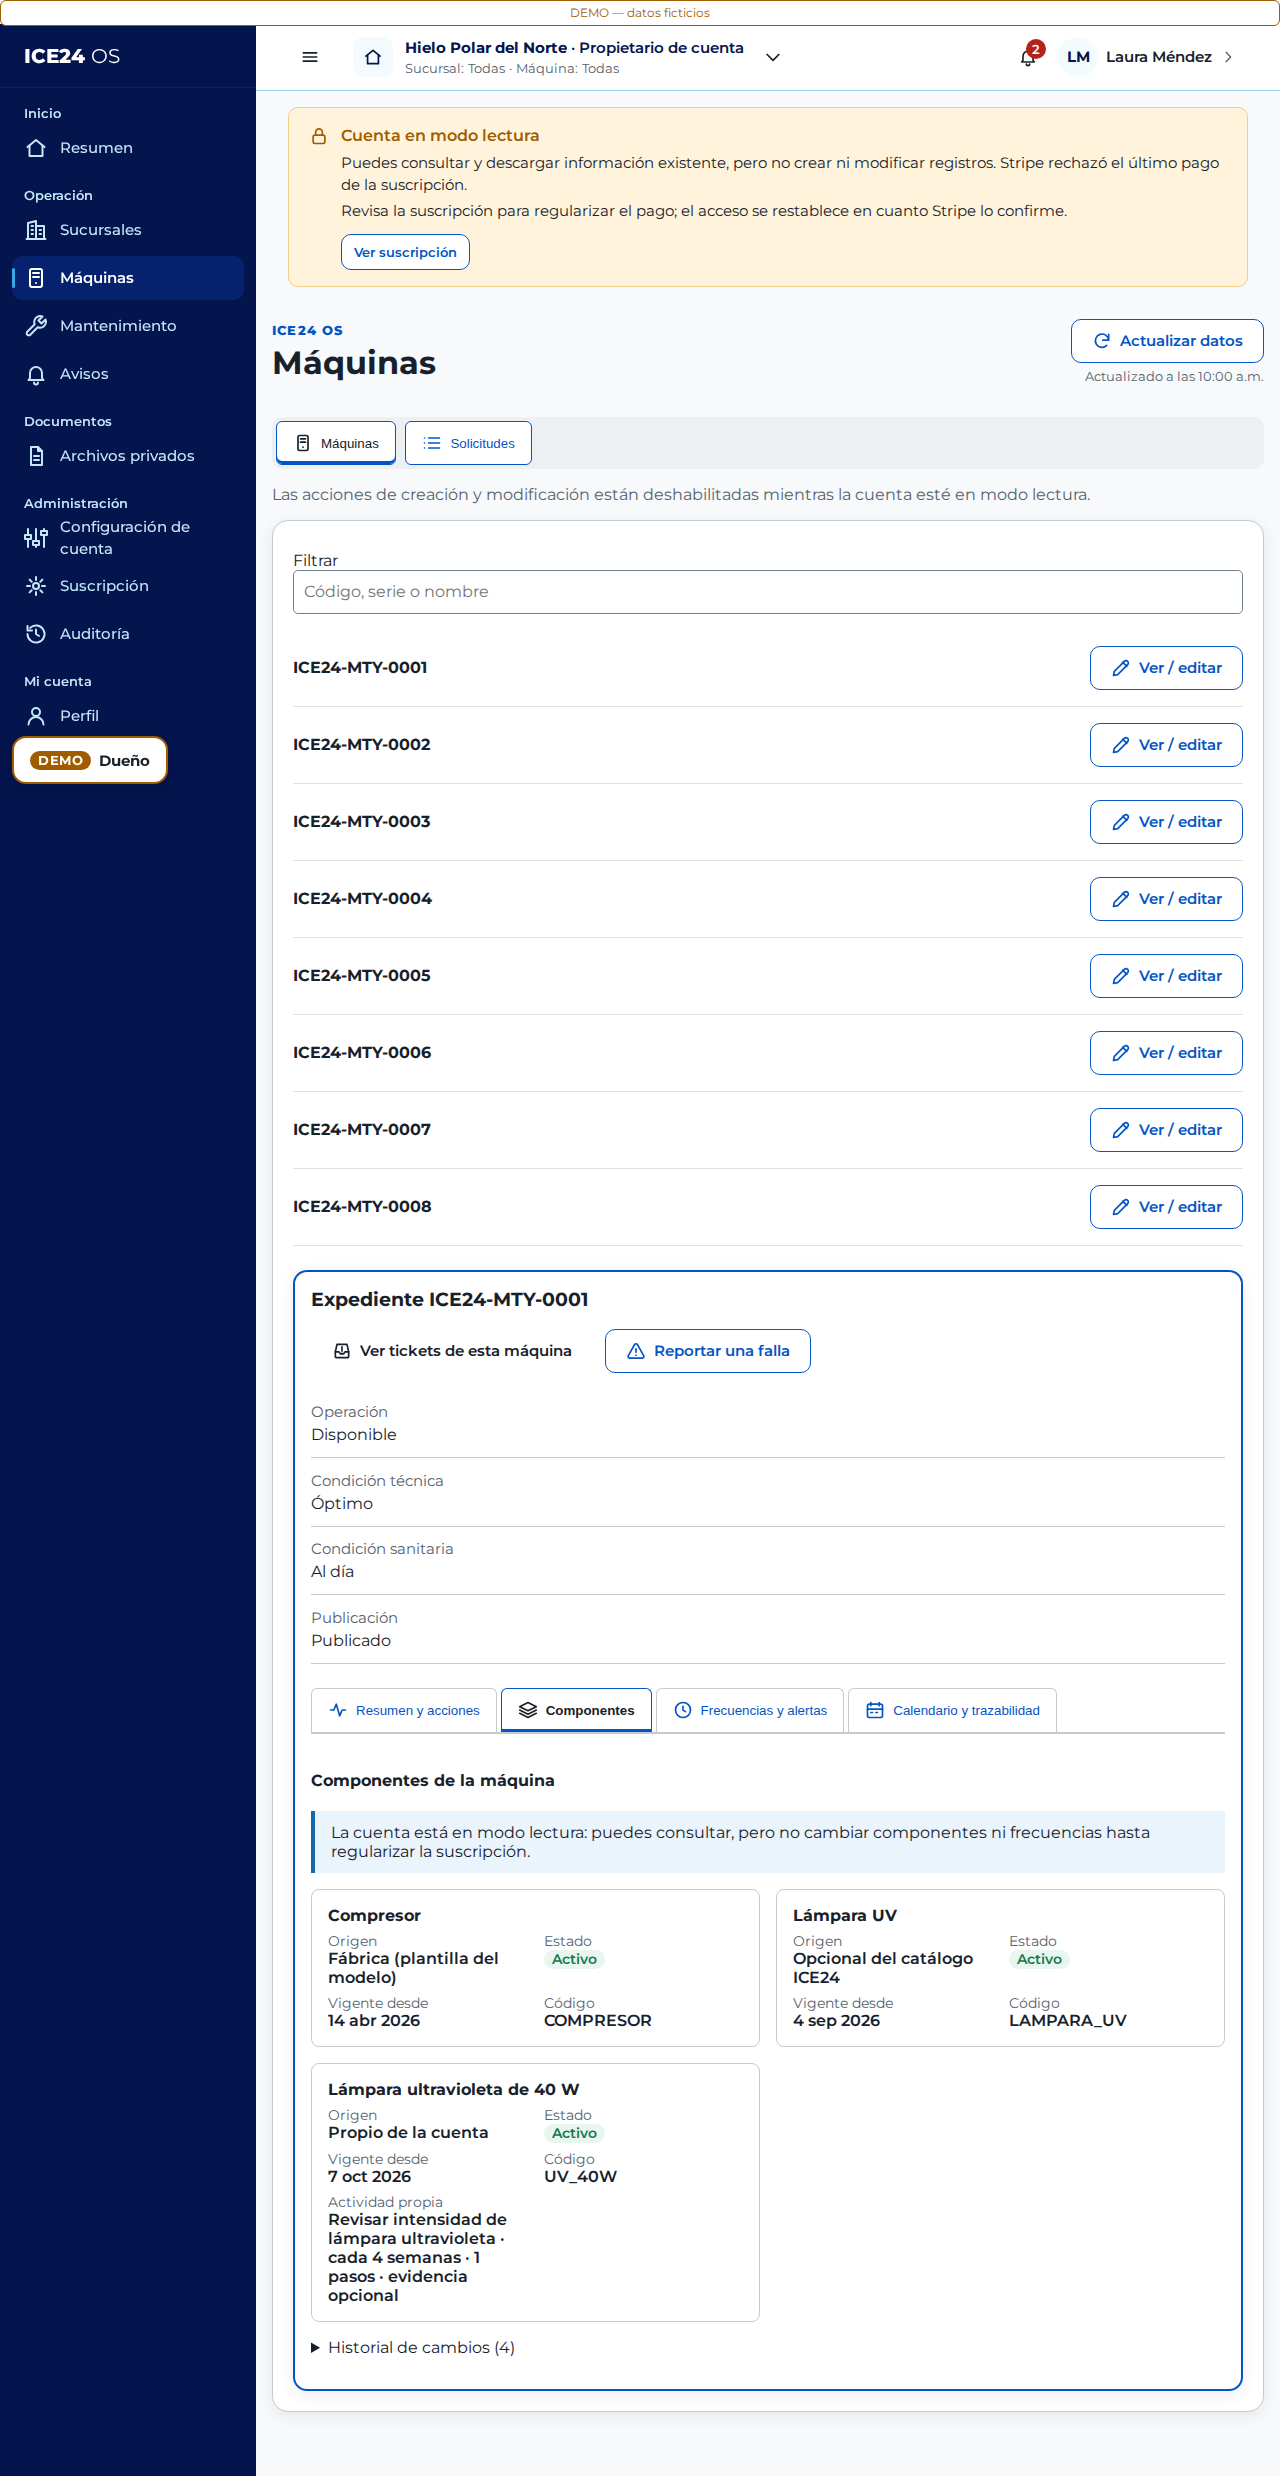 DEMO — datos ficticios
ICE24 OS
Inicio
Resumen
Operación
Sucursales
Máquinas
Mantenimiento
Avisos
Documentos
Archivos privados
Administración
Configuración de
cuenta
Suscripción
Auditoría
Mi cuenta
Perfil
DEMO Dueño
Hielo Polar del Norte · Propietario de cuenta
Sucursal: Todas · Máquina: Todas
2
LM Laura Méndez
Cuenta en modo lectura
Puedes consultar y descargar información existente, pero no crear ni modificar registros. Stripe rechazó el último pago
de la suscripción.
Revisa la suscripción para regularizar el pago; el acceso se restablece en cuanto Stripe lo confirme.
Ver suscripción
ICE24 OS
Máquinas
Actualizar datos
Actualizado a las 10:00 a.m.
Máquinas
Solicitudes
Las acciones de creación y modificación están deshabilitadas mientras la cuenta esté en modo lectura.
Filtrar
Código, serie o nombre
ICE24-MTY-0001 Ver / editar
ICE24-MTY-0002 Ver / editar
ICE24-MTY-0003 Ver / editar
ICE24-MTY-0004 Ver / editar
ICE24-MTY-0005 Ver / editar
ICE24-MTY-0006 Ver / editar
ICE24-MTY-0007 Ver / editar
ICE24-MTY-0008 Ver / editar
Expediente ICE24-MTY-0001
Ver tickets de esta máquina
Reportar una falla
Operación
Disponible
Condición técnica
Óptimo
Condición sanitaria
Al día
Publicación
Publicado
Resumen y acciones
Componentes
Frecuencias y alertas
Calendario y trazabilidad
Componentes de la máquina
La cuenta está en modo lectura: puedes consultar, pero no cambiar componentes ni frecuencias hasta
regularizar la suscripción.
Compresor
Origen
Fábrica (plantilla del
modelo)
Estado
Activo
Vigente desde
14 abr 2026
Código
COMPRESOR
Lámpara UV
Origen
Opcional del catálogo
ICE24
Estado
Activo
Vigente desde
4 sep 2026
Código
LAMPARA_UV
Lámpara ultravioleta de 40 W
Origen
Propio de la cuenta
Estado
Activo
Vigente desde
7 oct 2026
Código
UV_40W
Actividad propia
Revisar intensidad de
lámpara ultravioleta ·
cada 4 semanas · 1
pasos · evidencia
opcional
Historial de cambios (4)